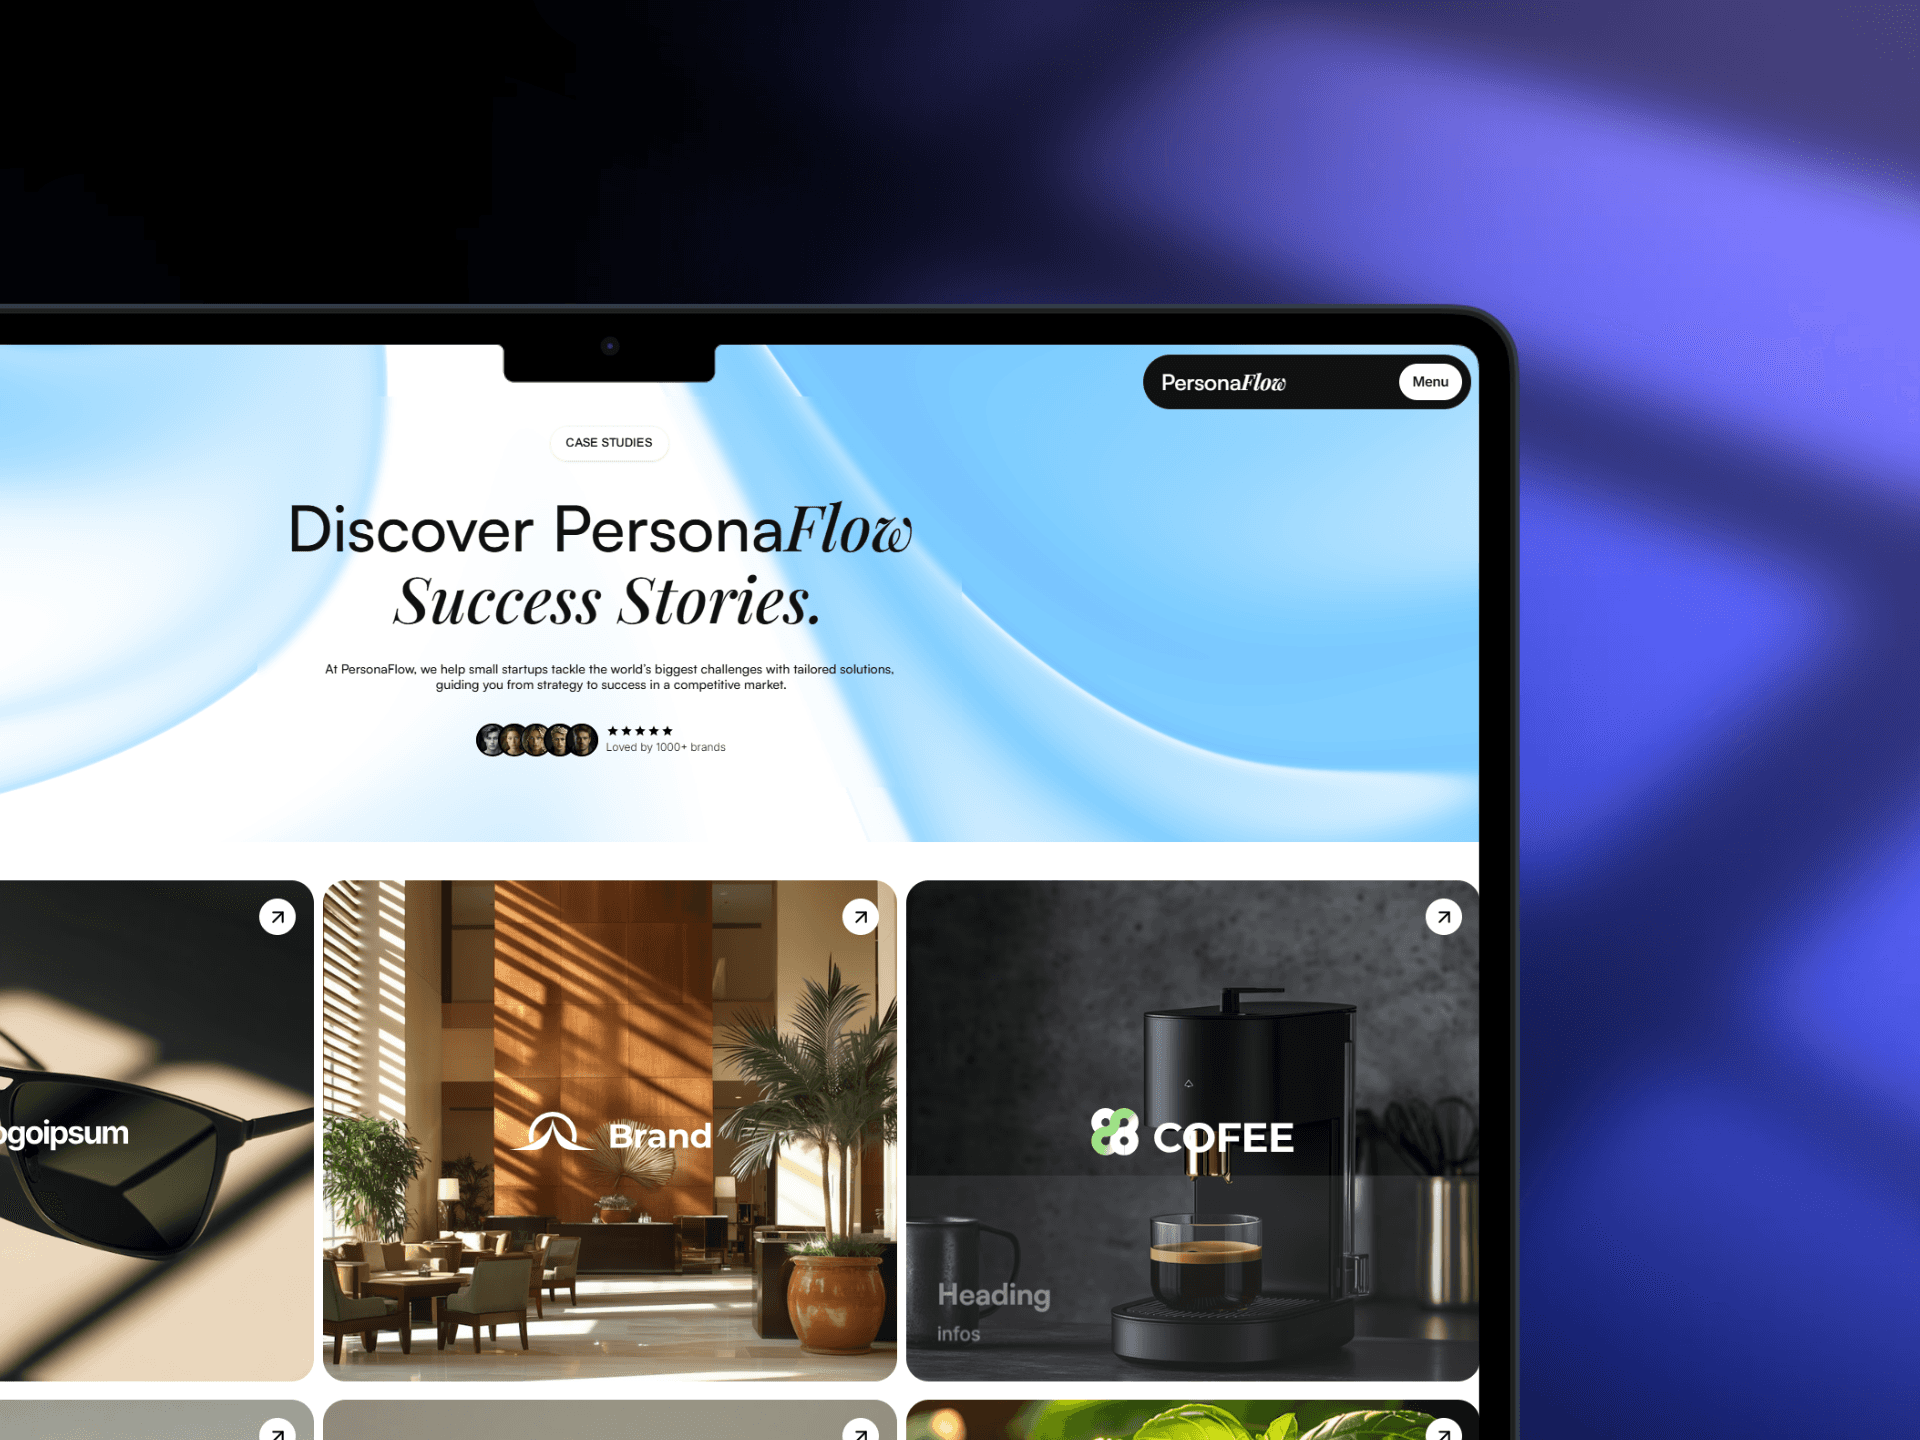 PersonaFlow
Menu
CASE STUDIES
Discover PersonaFlow
Success Stories.
At PersonaFlow, we help small startups tackle the world's biggest challenges with tailored solutions,
guiding you from strategy to success in a competitive market.
Loved by 1000+ brands
ogoipsum
Brand
COFEE
Heading
infos